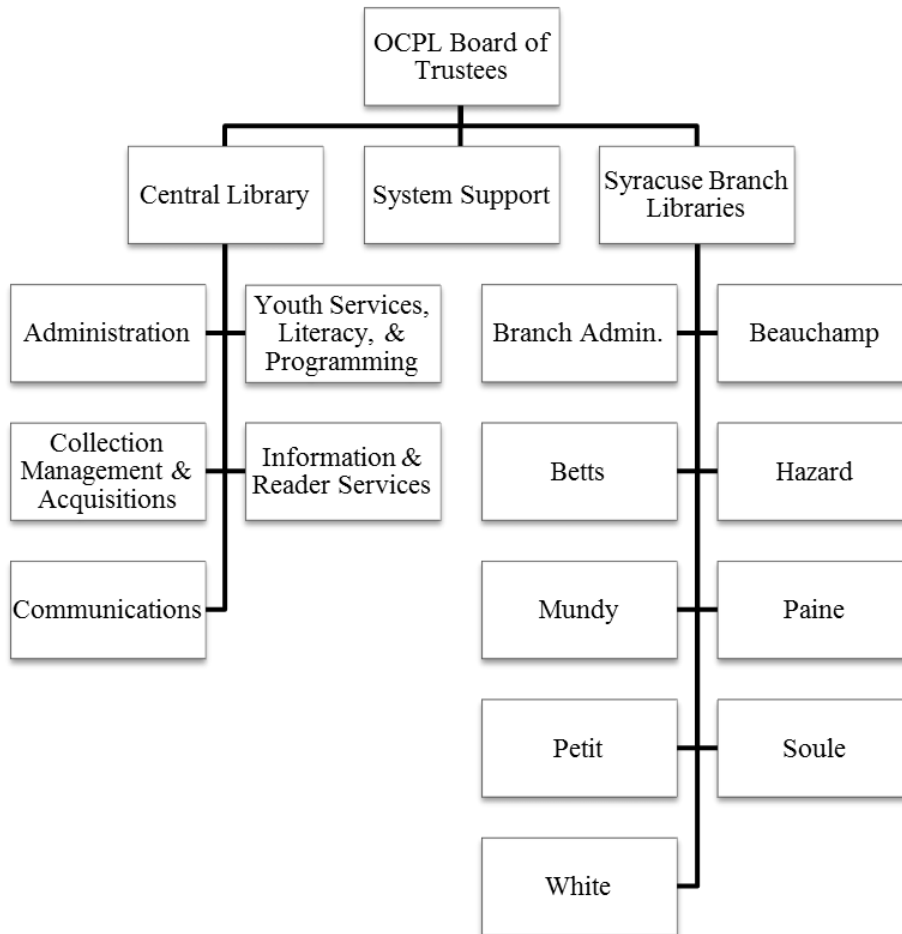 OCPL Board of
Trustees
Central Library
System Support
Syracuse Branch
Libraries
Administration
Youth Services,
Literacy, &
Programming
Branch Admin.
Beauchamp
Collection
Management &
Acquisitions
Information &
Reader Services
Betts
Hazard
Communications
Mundy
Paine
Petit
Soule
White